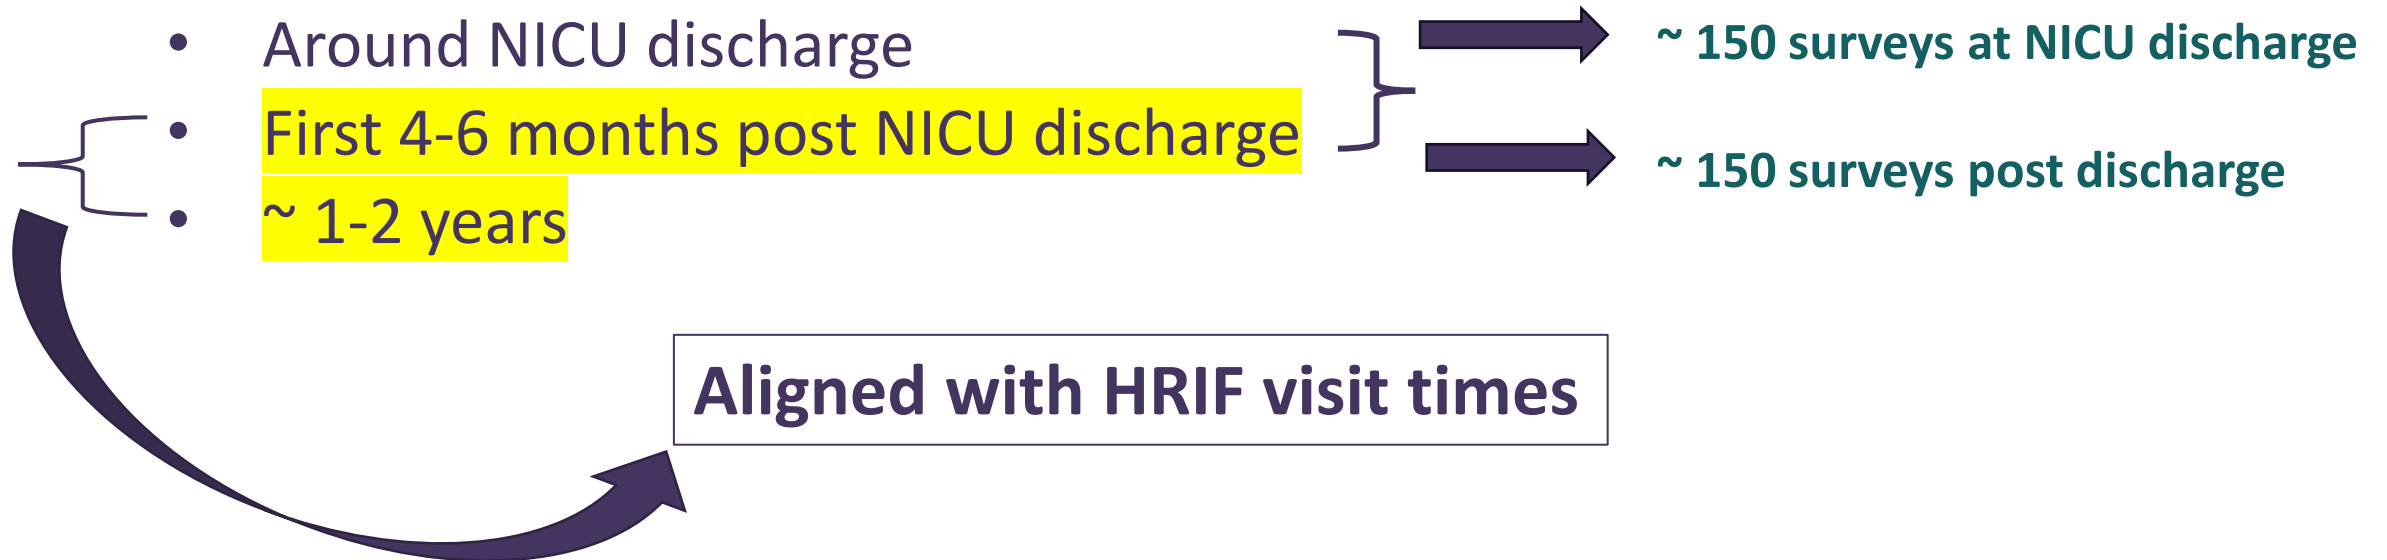 • Around NICU discharge
• First 4-6 months post NICU discharge
• ~ 1-2 years
~ 150 surveys at NICU discharge
~ 150 surveys post discharge
Aligned with HRIF visit times